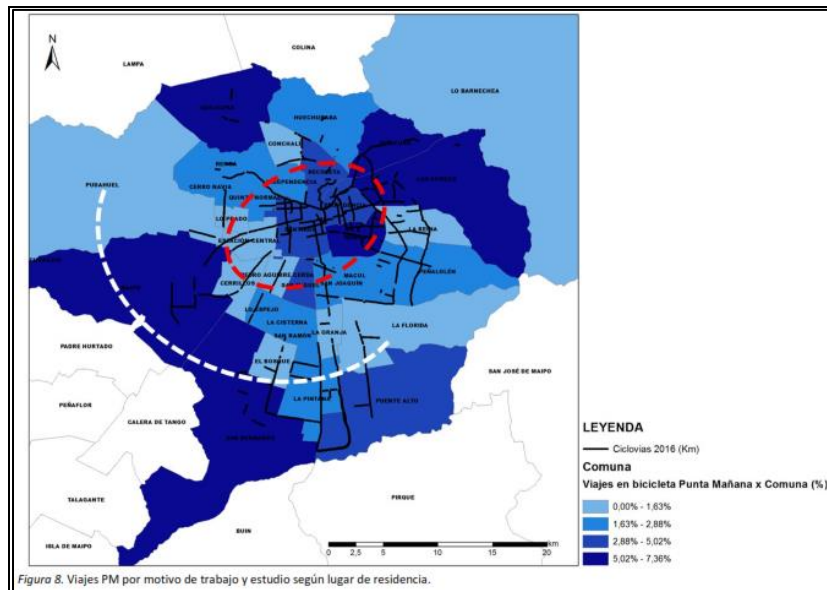 N
COLINA
LAMPA
LO BARNECHEA
HUECHURABA
CONCHALÍ
RECOLETA
RENCA
PUDAHUEL
CERRO NAVIA
INDEPENDENCIA
QUINTA NORMAL
LO PRADO
LA REINA
ESTACIÓN CENTRAL
PEÑALOLÉN
PEDRO AGUIRRE CERDA
MACUL
CERRILLOS
SAN JOAQUÍN
LO ESPEJO
LA CISTERNA
LA FLORIDA
LA GRANJA
SAN RAMÓN
PADRE HURTADO
EL BOSQUE
SAN JOSÉ DE MAIPO
PEÑAFLOR
LA PINTANA
PUENTE ALTO
CALERA DE TANGO
SAN BERNARDO
TALAGANTE
PIRQUE
BUIN
ISLA DE MAIPO
km
0 2,5 5 10 15 20
LEYENDA
Ciclovias 2016 (Km)
Comuna
Viajes en bicicleta Punta Mañana x Comuna (%)
0,00% - 1,63%
1,63% - 2,88%
2,88% - 5,02%
5,02% - 7,36%
Figura 8. Viajes PM por motivo de trabajo y estudio según lugar de residencia.